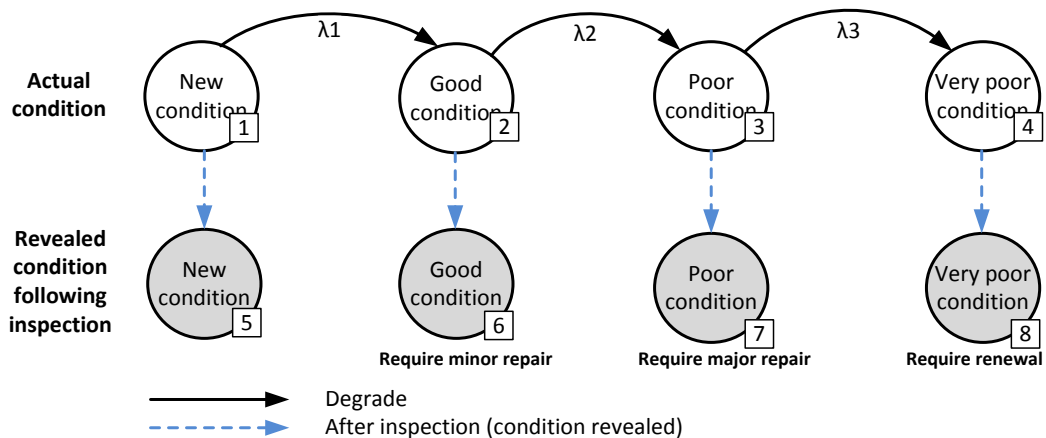 λ1
λ2
λ3
Actual
condition
New
condition
1
Good
condition
2
Poor
condition
3
Very poor
condition
4
Revealed
condition
following
inspection
New
condition
5
Good
condition
6
Poor
condition
7
Very poor
condition
8
Require minor repair
Require major repair
Require renewal
Degrade
After inspection (condition revealed)